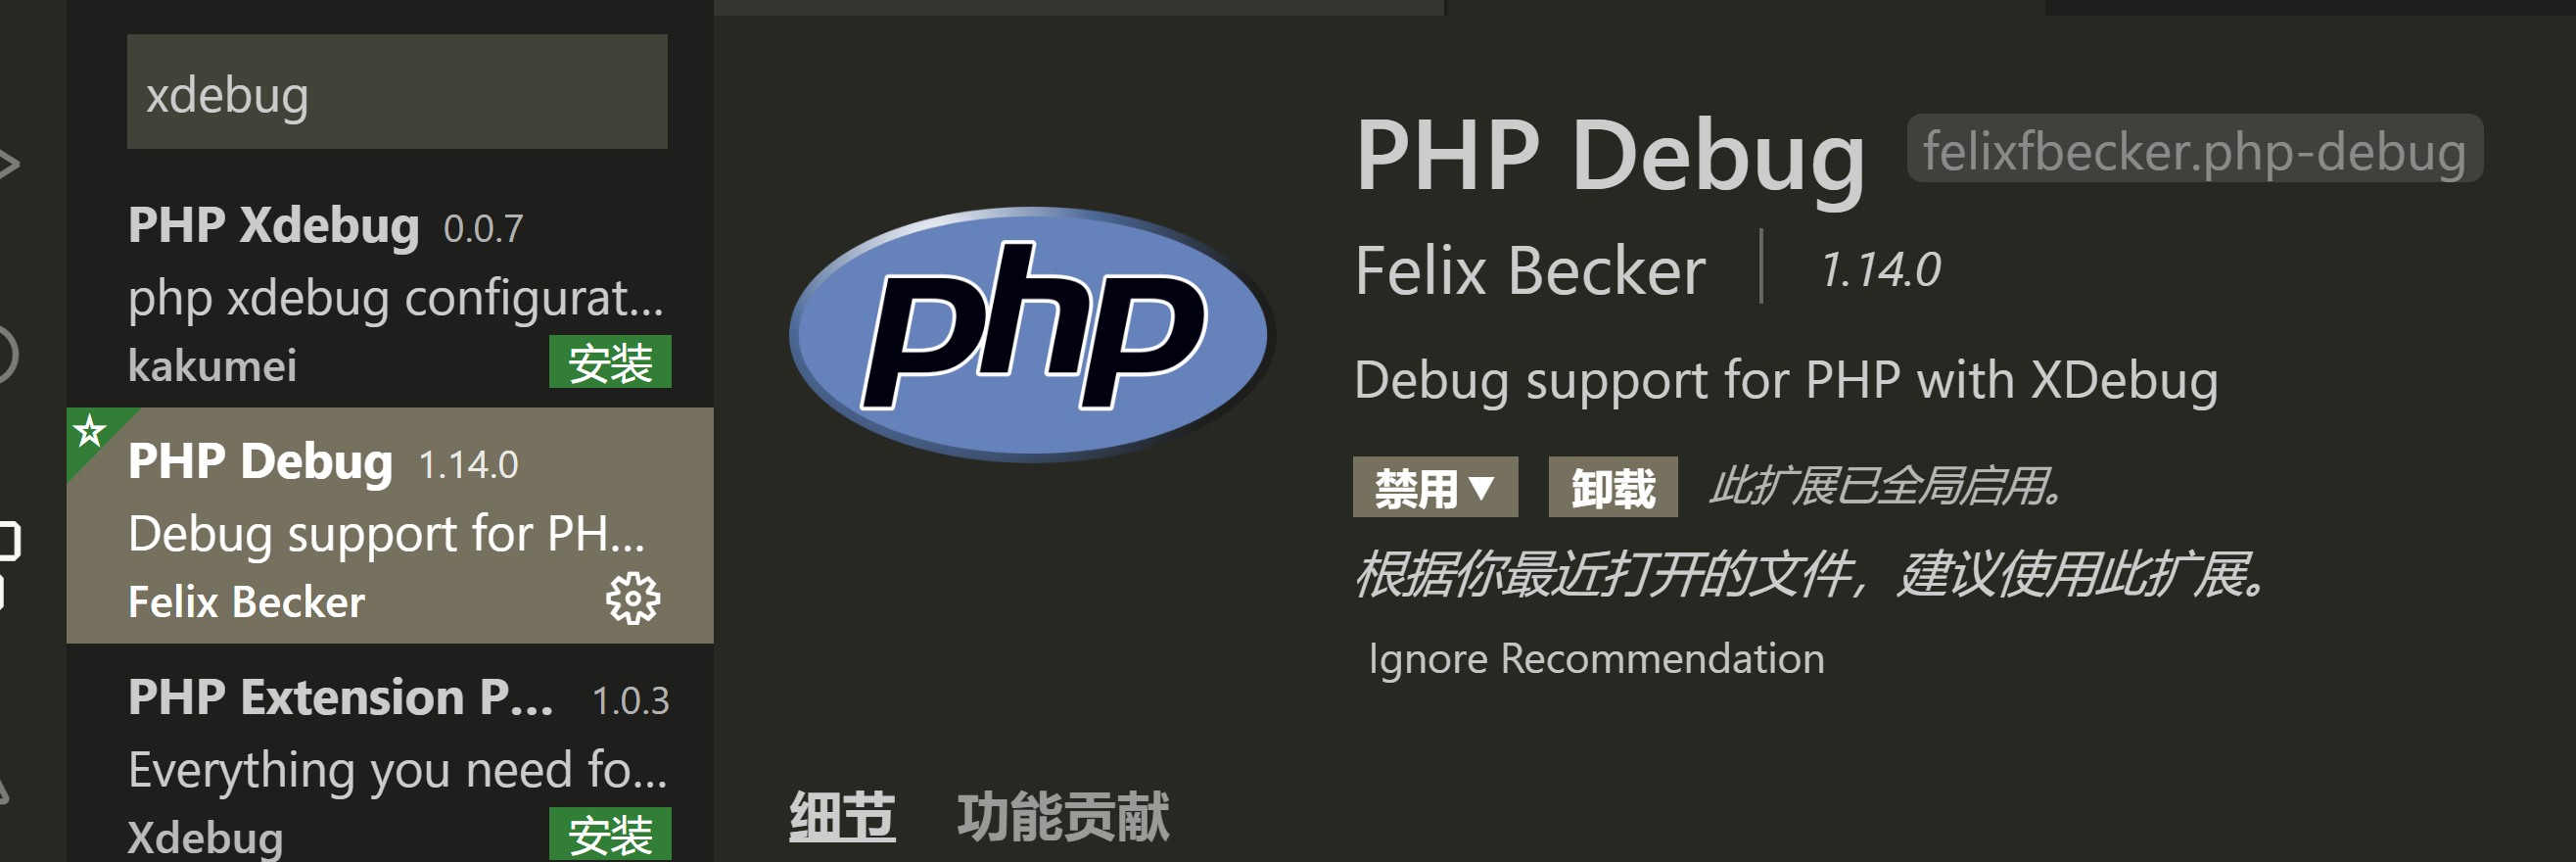 xdebug
PHP Xdebug 0.0.7
php xdebug configurat...
kakumei 安装
PHP Debug 1.14.0
Debug support for PH...
Felix Becker
PHP Extension P... 1.0.3
Everything you need fo...
Xdebug 安装
php
PHP Debug felixfbecker.php-debug
Felix Becker 1.14.0
Debug support for PHP with XDebug
禁用 卸载 此扩展已全局启用。
根据你最近打开的文件，建议使用此扩展。
Ignore Recommendation
细节 功能贡献